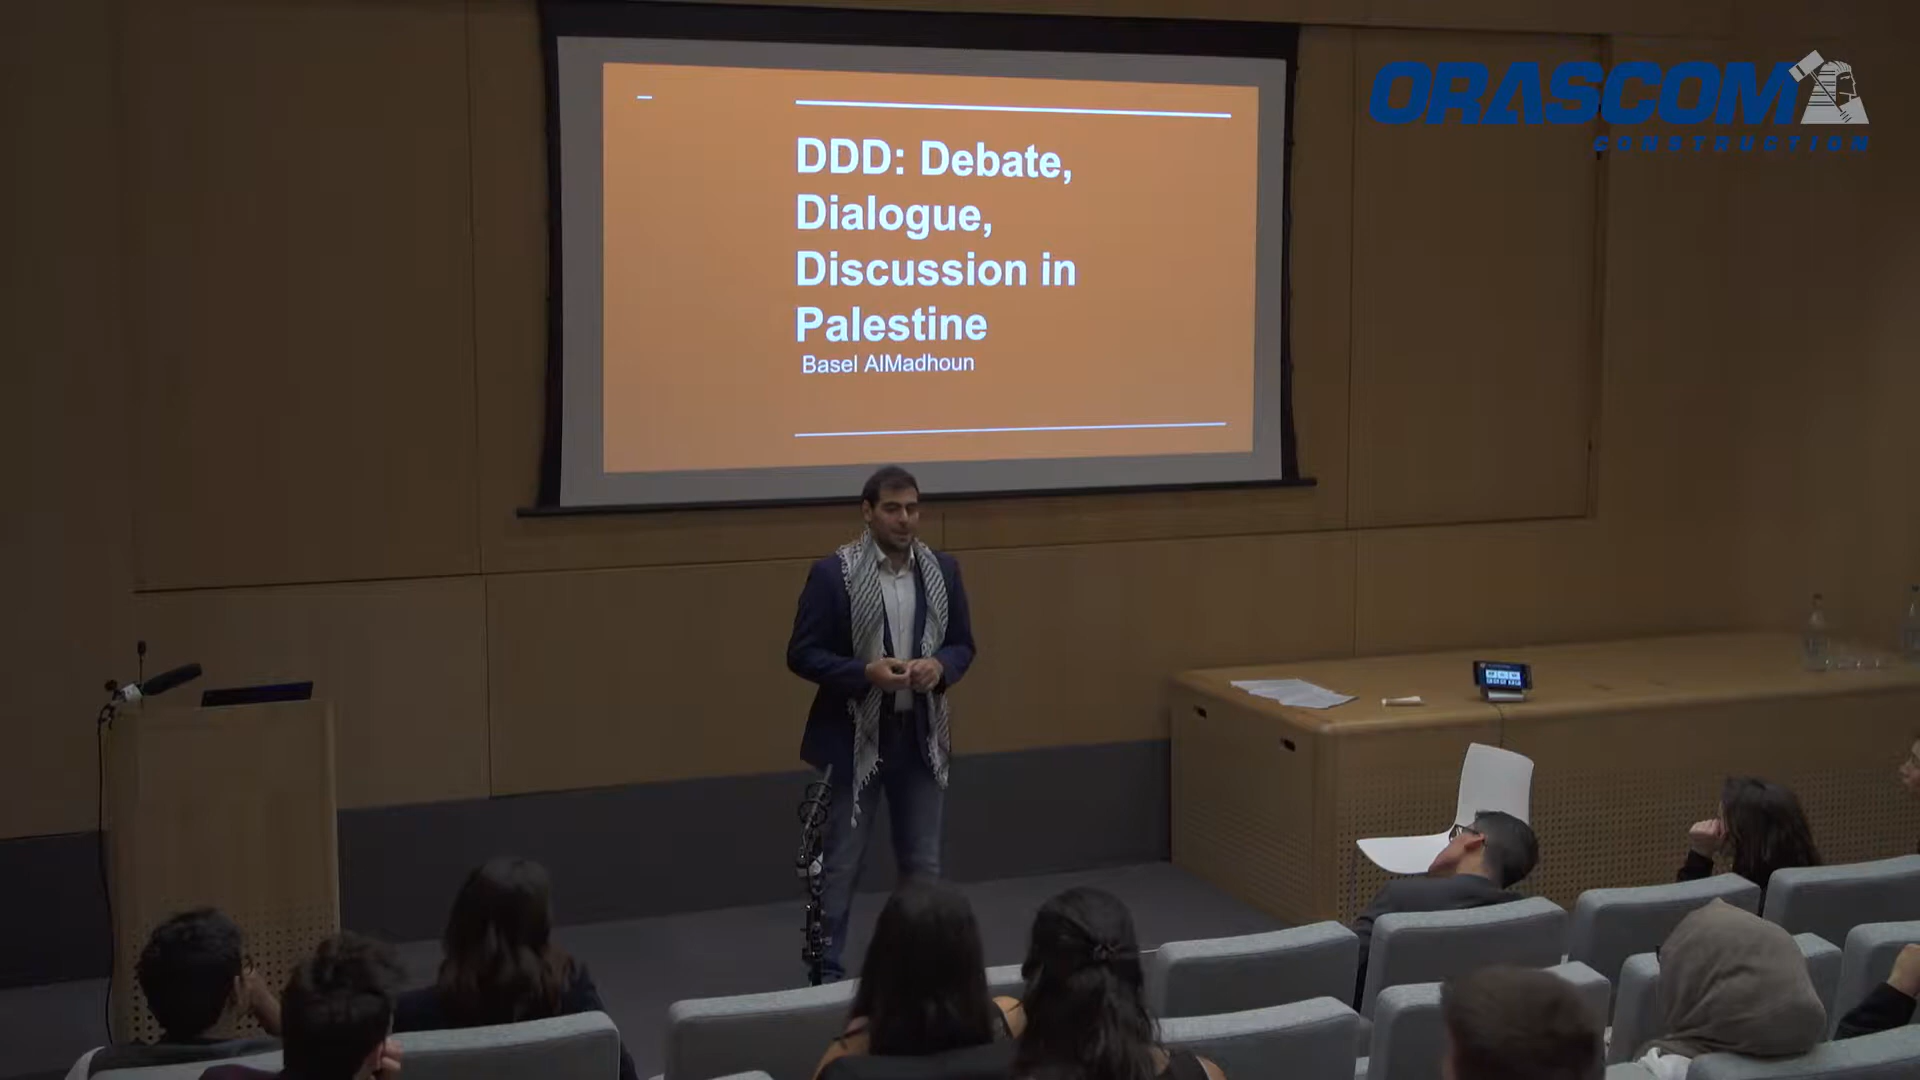 DDD: Debate,
Dialogue,
Discussion in
Palestine
Basel AlMadhoun
ORASCOM
CONSTRUCTION